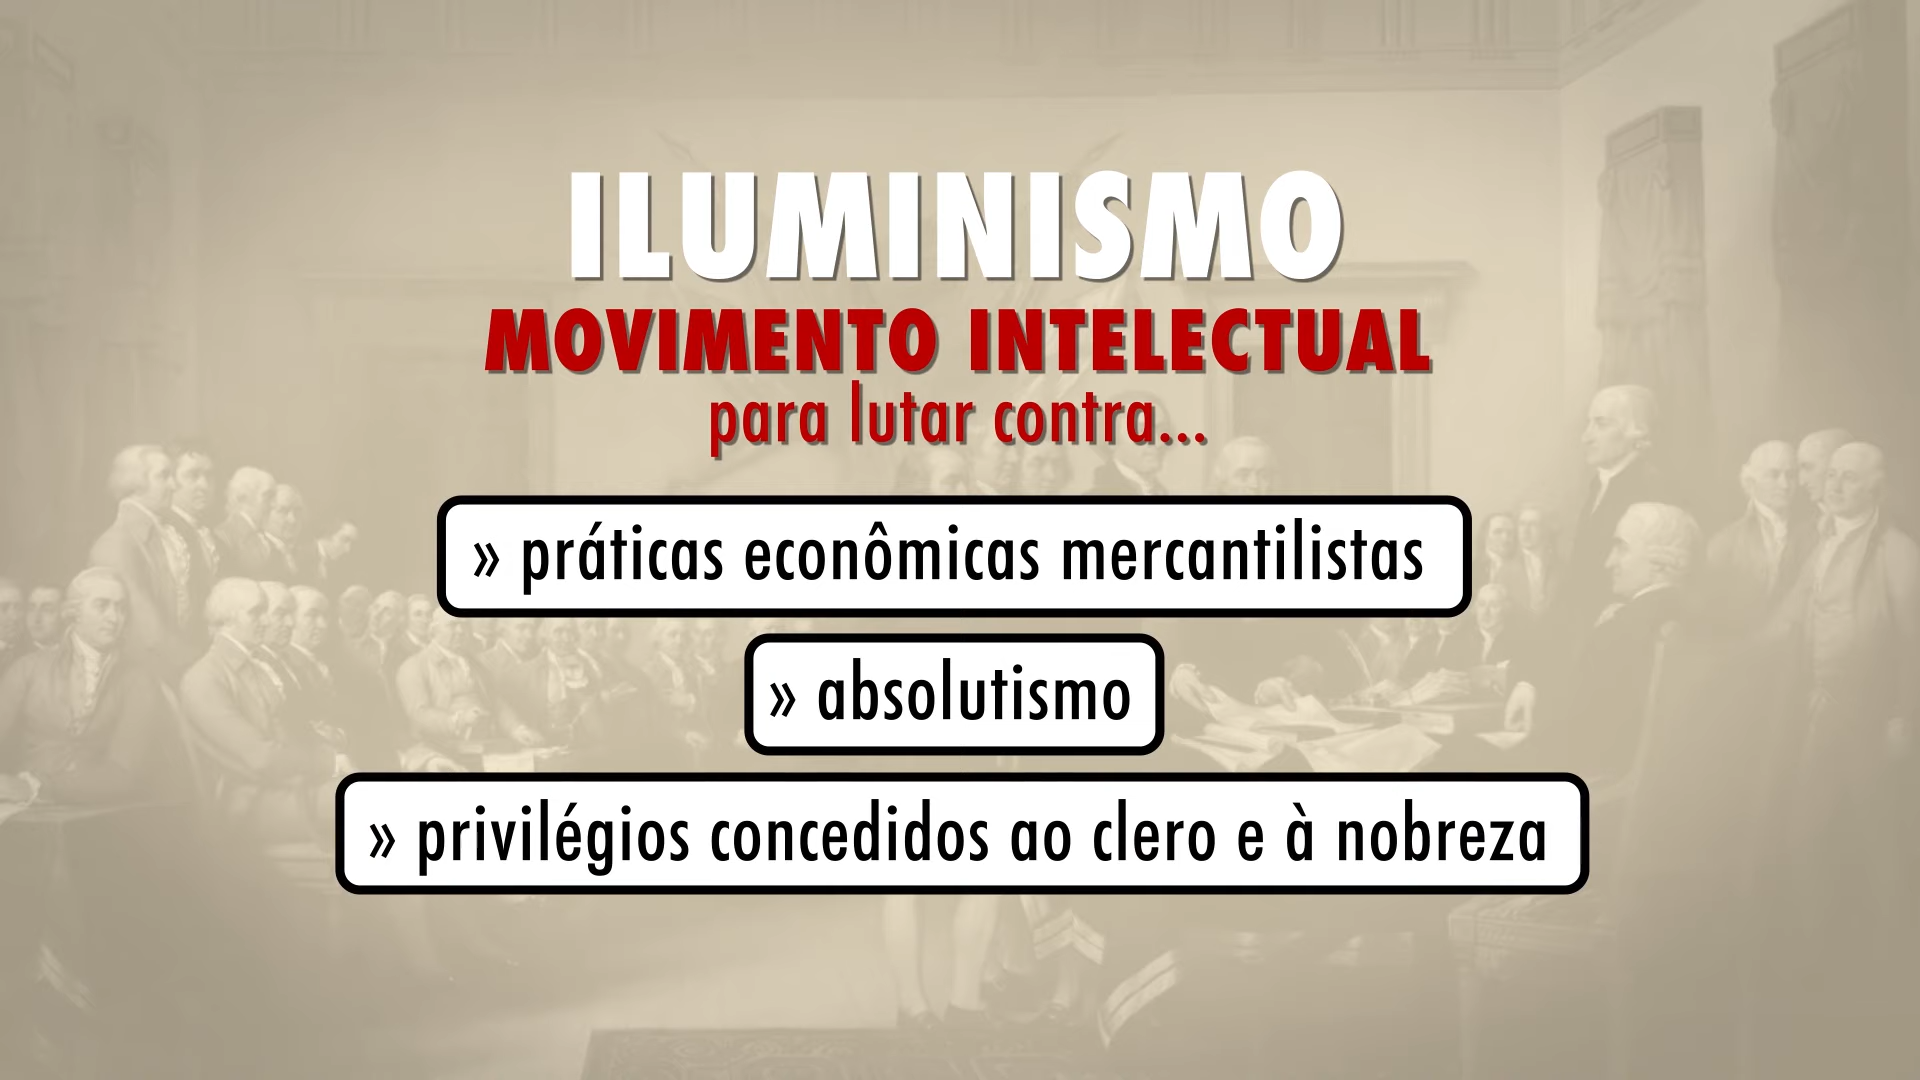 ILUMINISMO
MOVIMENTO INTELECTUAL
para lutar contra...
» práticas econômicas mercantilistas
» absolutismo
» privilégios concedidos ao clero e à nobreza